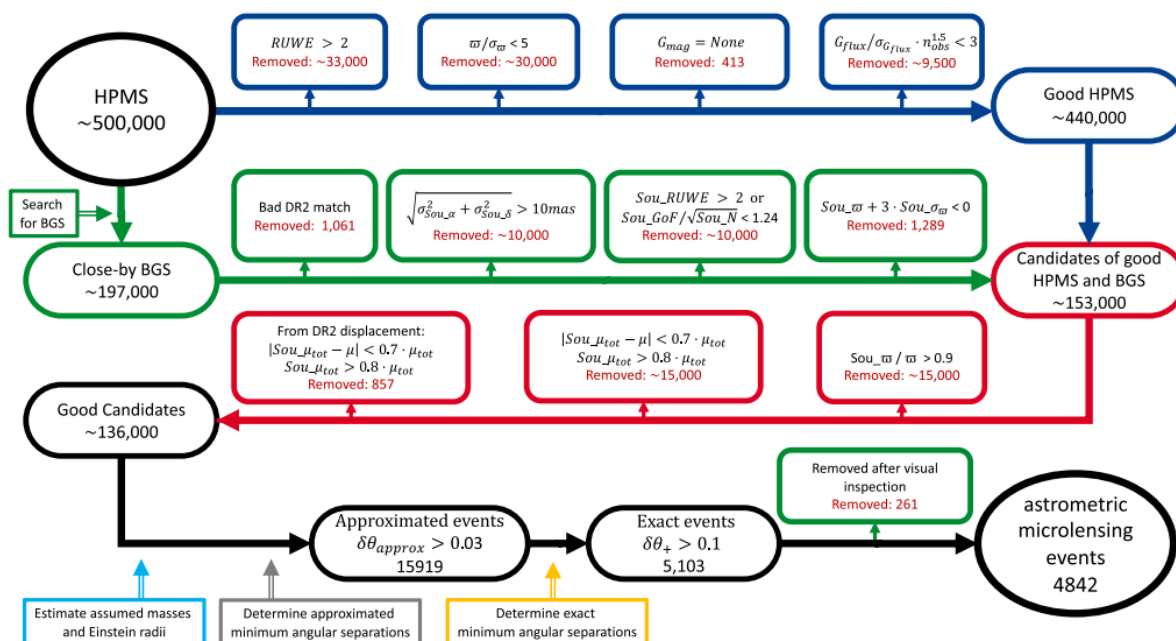 HPMS
~500,000
RUWE > 2
Removed: ~33,000
ϖ/σ_ϖ < 5
Removed: ~30,000
G_mag = None
Removed: 413
G_flux/σ_{G_flux} · n_obs^1.5 < 3
Removed: ~9,500
Good HPMS
~440,000
Search
for BGS
Close-by BGS
~197,000
Bad DR2 match
Removed: 1,061
√(σ²_{Sou_α} + σ²_{Sou_δ}) > 10mas
Removed: ~10,000
Sou_RUWE > 2 or
Sou_GoF/√Sou_N < 1.24
Removed: ~10,000
Sou_ϖ + 3 · Sou_σ_ϖ < 0
Removed: 1,289
Candidates of good
HPMS and BGS
~153,000
From DR2 displacement:
|Sou_μ_tot − μ| < 0.7 · μ_tot
Sou_μ_tot > 0.8 · μ_tot
Removed: 857
|Sou_μ_tot − μ| < 0.7 · μ_tot
Sou_μ_tot > 0.8 · μ_tot
Removed: ~15,000
Sou_ϖ / ϖ > 0.9
Removed: ~15,000
Good Candidates
~136,000
Approximated events
δθ_approx > 0.03
15919
Exact events
δθ_+ > 0.1
5,103
Removed after visual
inspection
Removed: 261
astrometric
microlensing
events
4842
Estimate assumed masses
and Einstein radii
Determine approximated
minimum angular separations
Determine exact
minimum angular separations